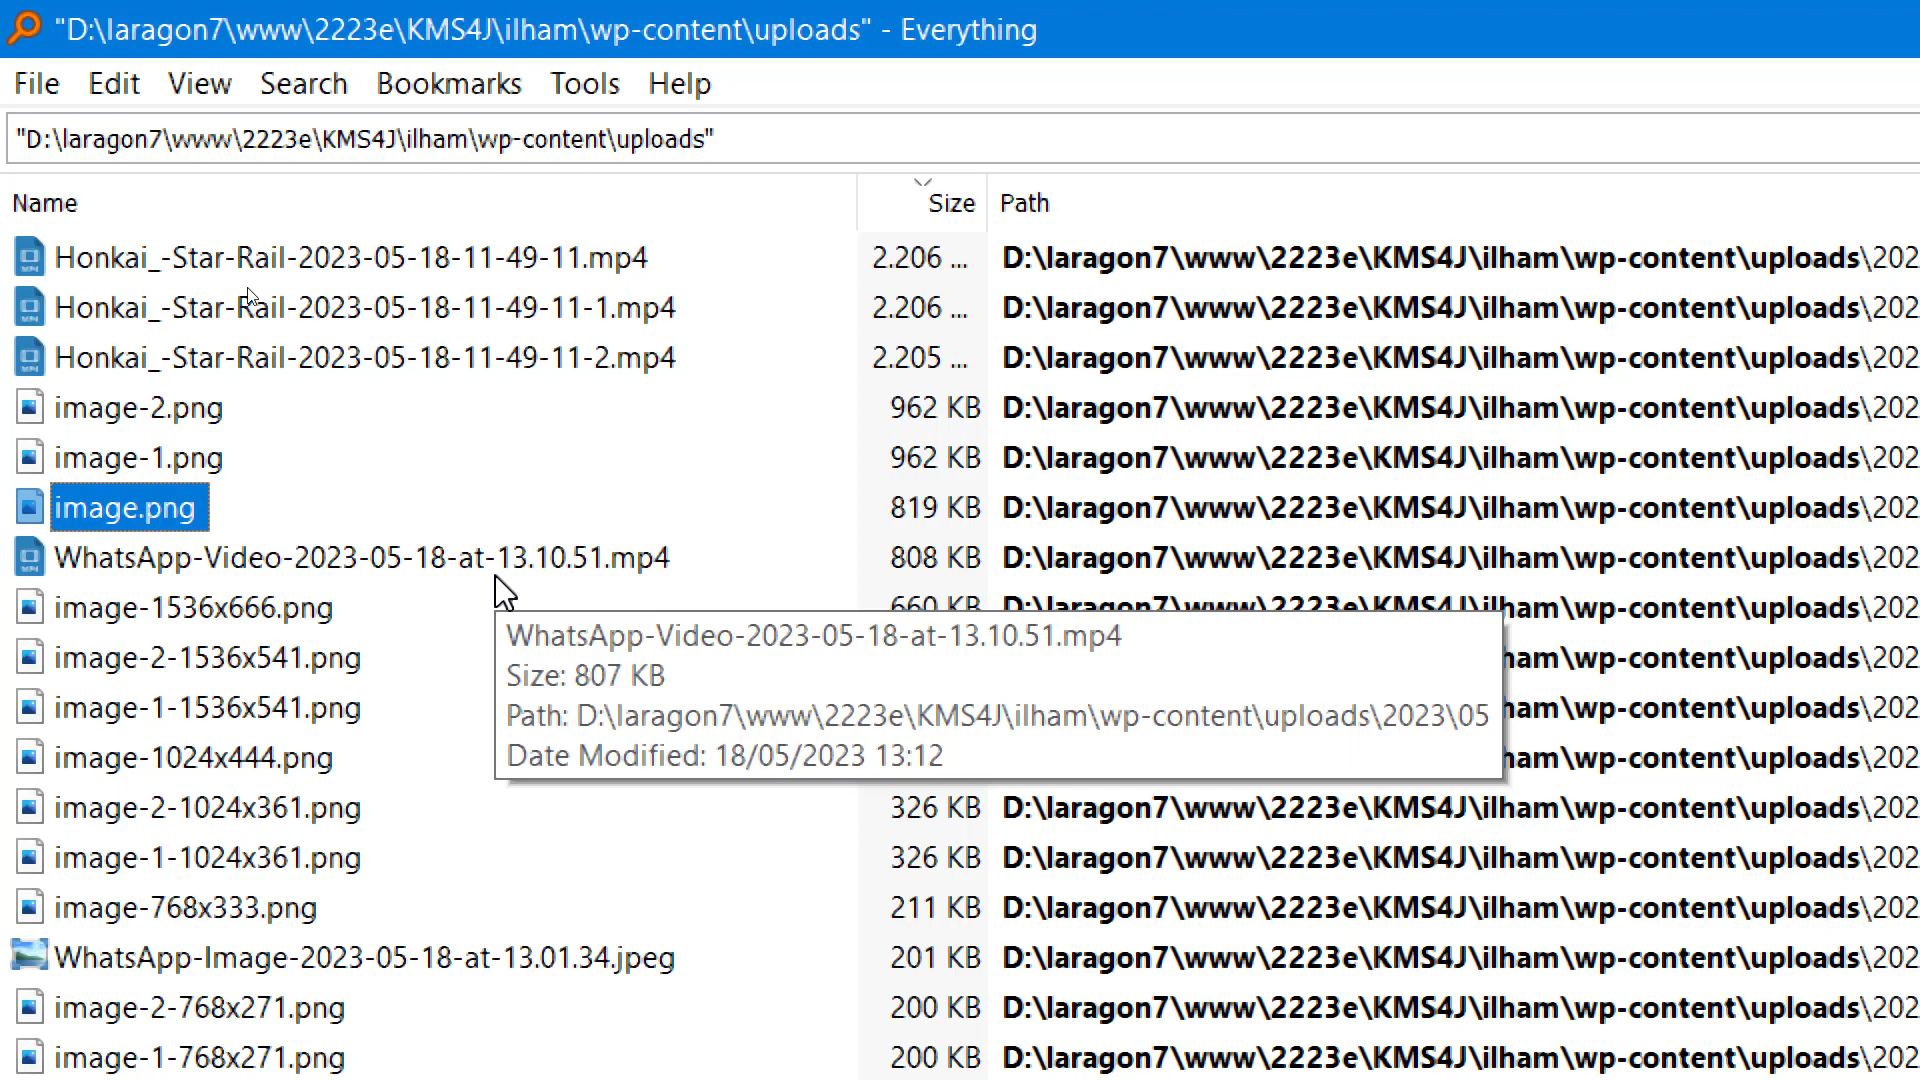 "D:\laragon7\www\2223e\KMS4J\ilham\wp-content\uploads" - Everything
File Edit View Search Bookmarks Tools Help
"D:\laragon7\www\2223e\KMS4J\ilham\wp-content\uploads"
Name Size Path
Honkai_-Star-Rail-2023-05-18-11-49-11.mp4 2.206 ... D:\laragon7\www\2223e\KMS4J\ilham\wp-content\uploads\202
Honkai_-Star-Rail-2023-05-18-11-49-11-1.mp4 2.206 ... D:\laragon7\www\2223e\KMS4J\ilham\wp-content\uploads\202
Honkai_-Star-Rail-2023-05-18-11-49-11-2.mp4 2.205 ... D:\laragon7\www\2223e\KMS4J\ilham\wp-content\uploads\202
image-2.png 962 KB D:\laragon7\www\2223e\KMS4J\ilham\wp-content\uploads\202
image-1.png 962 KB D:\laragon7\www\2223e\KMS4J\ilham\wp-content\uploads\202
image.png 819 KB D:\laragon7\www\2223e\KMS4J\ilham\wp-content\uploads\202
WhatsApp-Video-2023-05-18-at-13.10.51.mp4 808 KB D:\laragon7\www\2223e\KMS4J\ilham\wp-content\uploads\202
image-1536x666.png 660 KB D:\laragon7\www\2223e\KMS4J\ilham\wp-content\uploads\202
WhatsApp-Video-2023-05-18-at-13.10.51.mp4
image-2-1536x541.png ham\wp-content\uploads\202
Size: 807 KB
image-1-1536x541.png ham\wp-content\uploads\202
Path: D:\laragon7\www\2223e\KMS4J\ilham\wp-content\uploads\2023\05
image-1024x444.png ham\wp-content\uploads\202
Date Modified: 18/05/2023 13:12
image-2-1024x361.png 326 KB D:\laragon7\www\2223e\KMS4J\ilham\wp-content\uploads\202
image-1-1024x361.png 326 KB D:\laragon7\www\2223e\KMS4J\ilham\wp-content\uploads\202
image-768x333.png 211 KB D:\laragon7\www\2223e\KMS4J\ilham\wp-content\uploads\202
WhatsApp-Image-2023-05-18-at-13.01.34.jpeg 201 KB D:\laragon7\www\2223e\KMS4J\ilham\wp-content\uploads\202
image-2-768x271.png 200 KB D:\laragon7\www\2223e\KMS4J\ilham\wp-content\uploads\202
image-1-768x271.png 200 KB D:\laragon7\www\2223e\KMS4J\ilham\wp-content\uploads\202